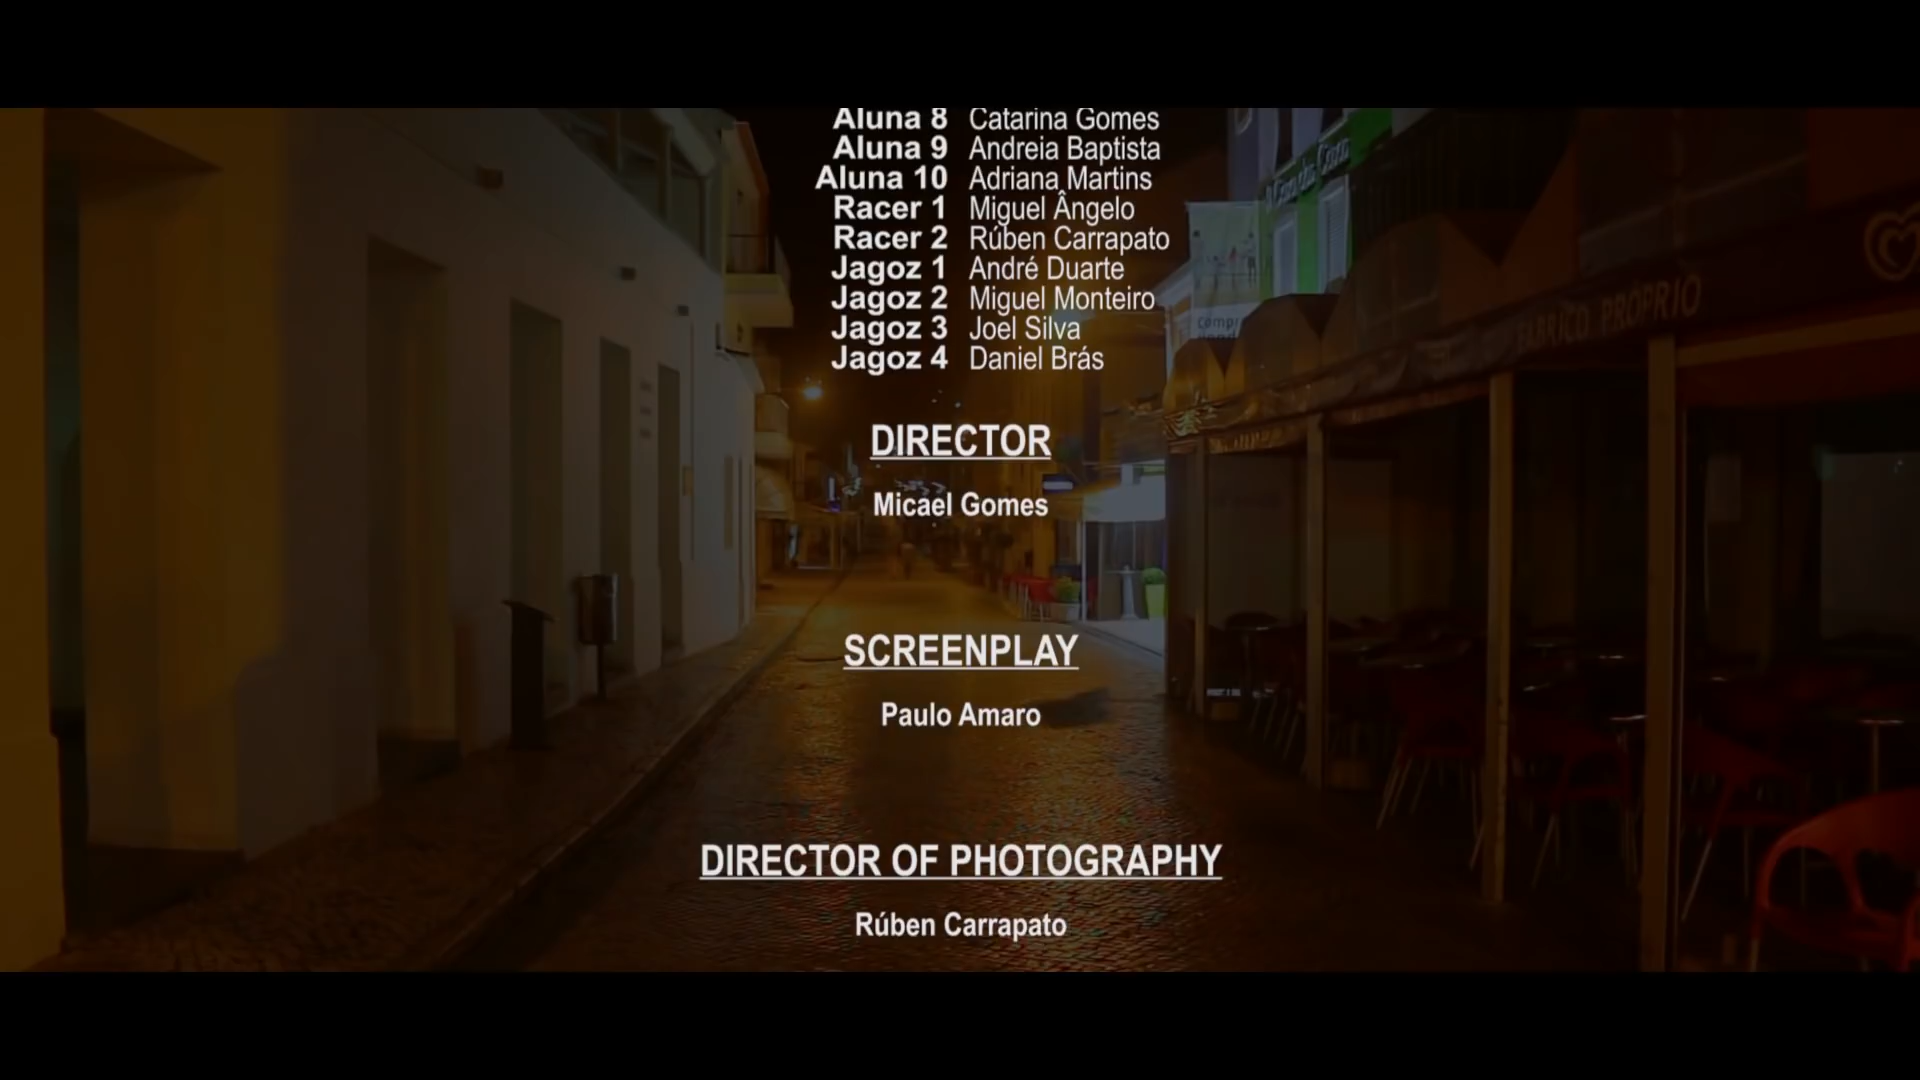 Aluna 8 Catarina Gomes
Aluna 9 Andreia Baptista
Aluna 10 Adriana Martins
Racer 1 Miguel Ângelo
Racer 2 Rúben Carrapato
Jagoz 1 André Duarte
Jagoz 2 Miguel Monteiro
Jagoz 3 Joel Silva
Jagoz 4 Daniel Brás
DIRECTOR
Micael Gomes
SCREENPLAY
Paulo Amaro
DIRECTOR OF PHOTOGRAPHY
Rúben Carrapato
FABRICO PRÓPRIO